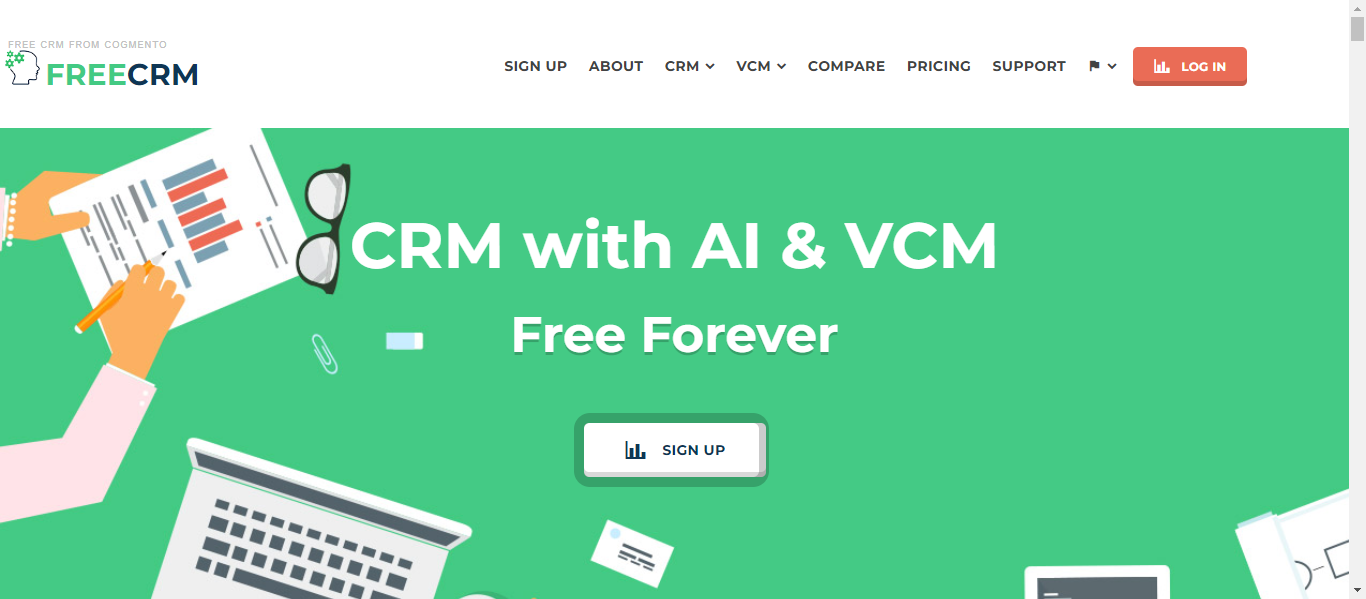 FREE CRM FROM COGMENTO
FREECRM
SIGN UP ABOUT CRM VCM COMPARE PRICING SUPPORT LOG IN
CRM with AI & VCM
Free Forever
SIGN UP